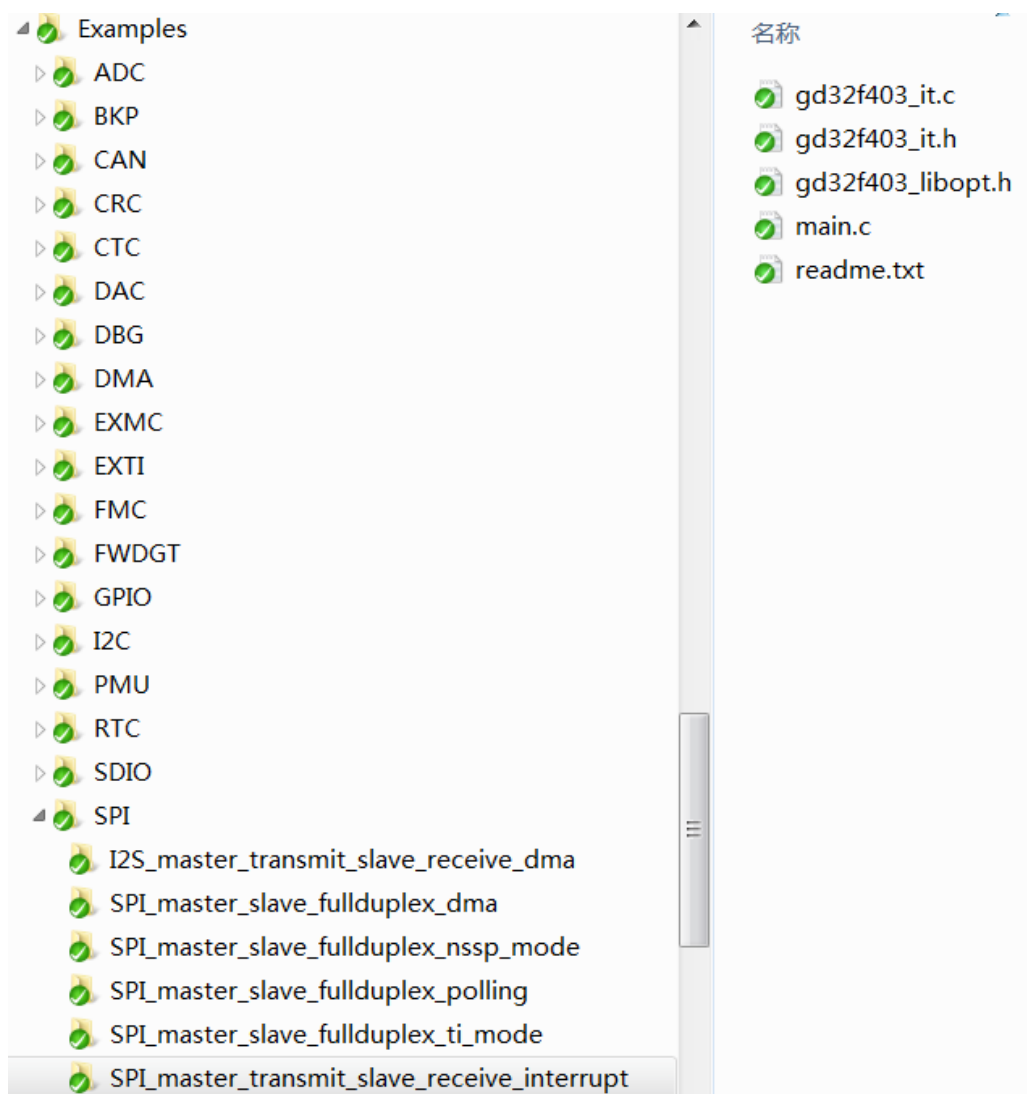 Examples
ADC
BKP
CAN
CRC
CTC
DAC
DBG
DMA
EXMC
EXTI
FMC
FWDGT
GPIO
I2C
PMU
RTC
SDIO
SPI
I2S_master_transmit_slave_receive_dma
SPI_master_slave_fullduplex_dma
SPI_master_slave_fullduplex_nssp_mode
SPI_master_slave_fullduplex_polling
SPI_master_slave_fullduplex_ti_mode
SPI_master_transmit_slave_receive_interrupt
名称
gd32f403_it.c
gd32f403_it.h
gd32f403_libopt.h
main.c
readme.txt